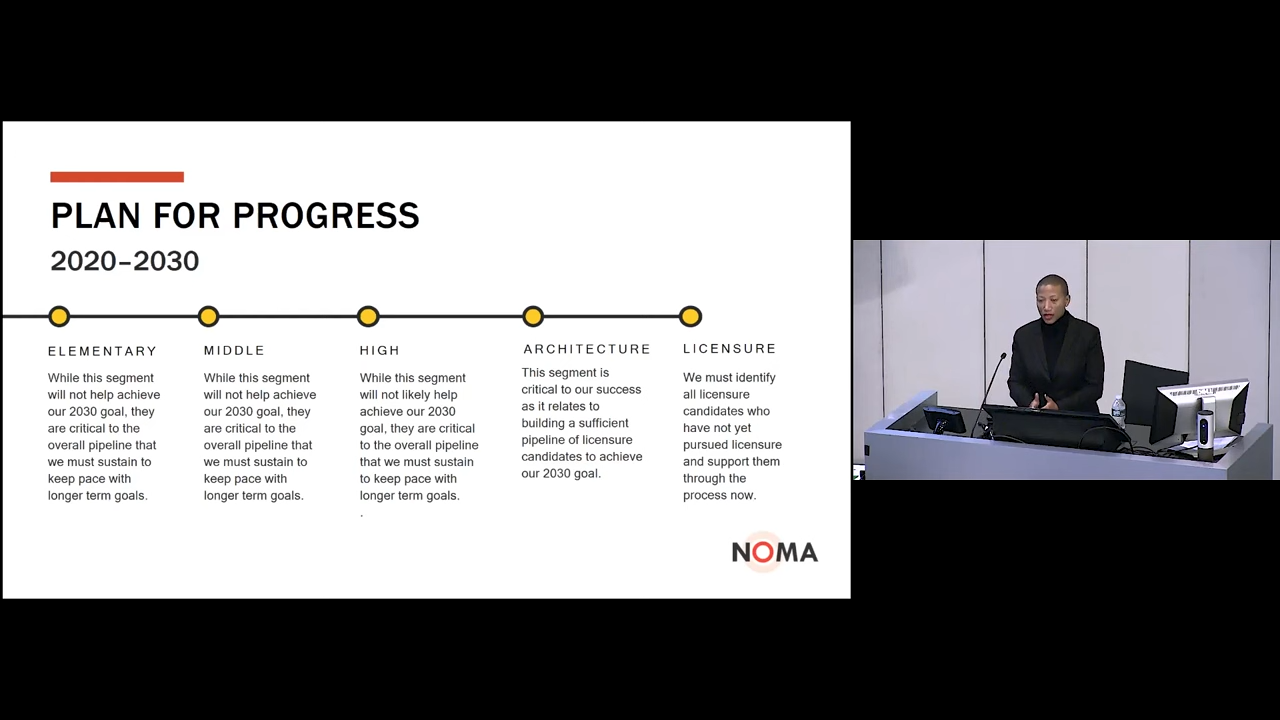 PLAN FOR PROGRESS
2020–2030
ELEMENTARY
While this segment
will not help achieve
our 2030 goal, they
are critical to the
overall pipeline that
we must sustain to
keep pace with
longer term goals.
MIDDLE
While this segment
will not help achieve
our 2030 goal, they
are critical to the
overall pipeline that
we must sustain to
keep pace with
longer term goals.
HIGH
While this segment
will not likely help
achieve our 2030
goal, they are critical
to the overall pipeline
that we must sustain
to keep pace with
longer term goals.
.
ARCHITECTURE
This segment is
critical to our success
as it relates to
building a sufficient
pipeline of licensure
candidates to achieve
our 2030 goal.
LICENSURE
We must identify
all licensure
candidates who
have not yet
pursued licensure
and support them
through the
process now.
NOMA